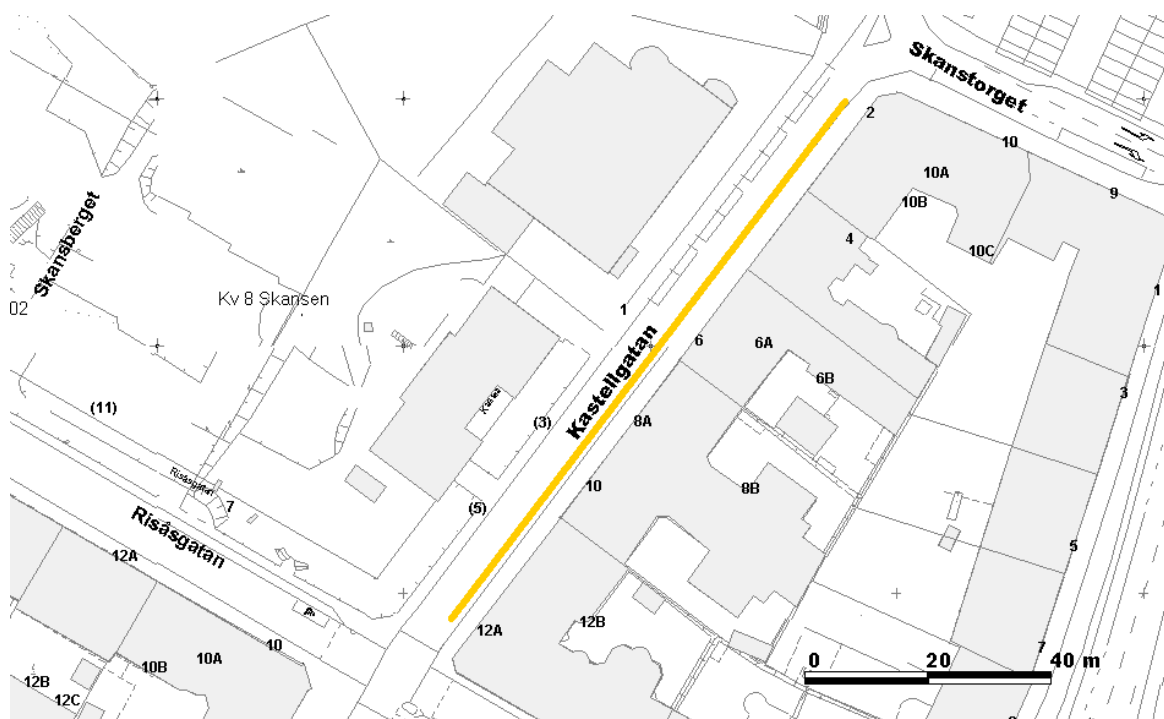 Skanstorget
2
10
10A
9
10B
Skansberget
4
10C
1
Kv 8 Skansen
02
1
Kastellgatan
6
6A
6B
3
(11)
(3)
8A
Risåsgatan
10
8B
7
(5)
Risåsgatan
5
12A
12A
12B
10
7
10B
10A
12B
12C
0 20 40 m